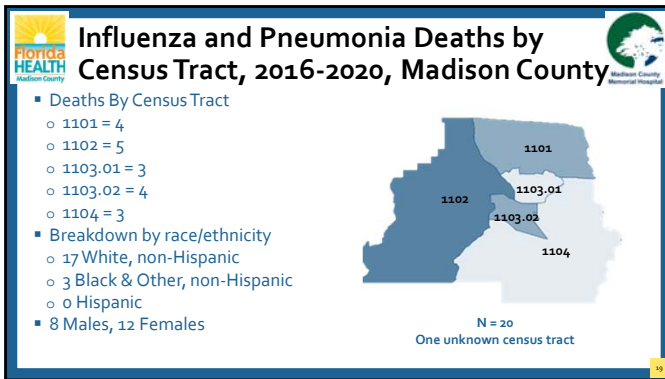 Florida
HEALTH
Madison County
Influenza and Pneumonia Deaths by
Census Tract, 2016-2020, Madison County
Madison County
Memorial Hospital
▪ Deaths By Census Tract
o 1101 = 4
o 1102 = 5
o 1103.01 = 3
o 1103.02 = 4
o 1104 = 3
▪ Breakdown by race/ethnicity
o 17 White, non-Hispanic
o 3 Black & Other, non-Hispanic
o 0 Hispanic
▪ 8 Males, 12 Females
1101
1103.01
1102
1103.02
1104
N = 20
One unknown census tract
19